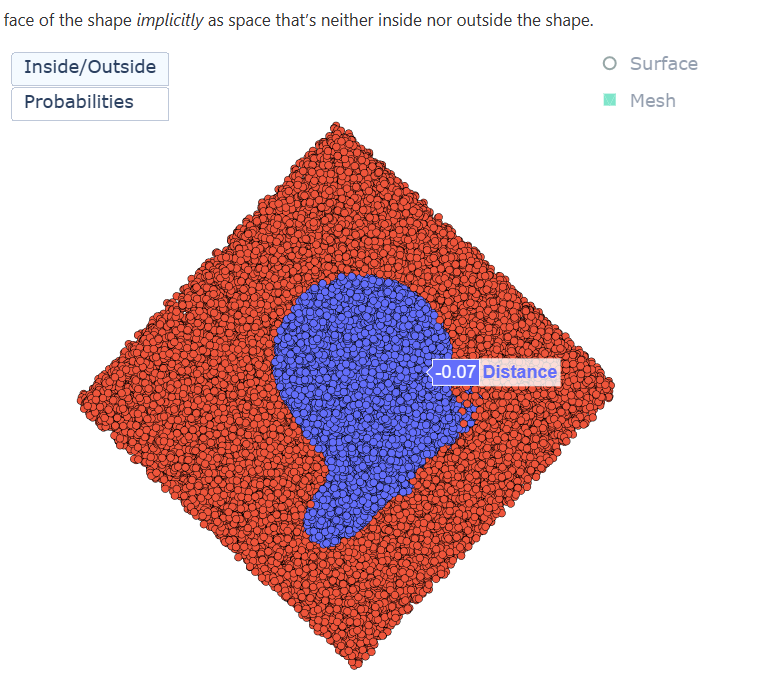 face of the shape implicitly as space that's neither inside nor outside the shape.
Inside/Outside
Probabilities
Surface
Mesh
-0.07 Distance